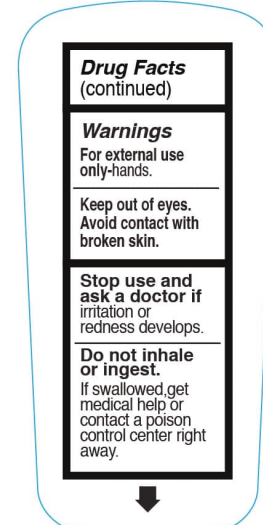 Drug Facts
(continued)
Warnings
For external use
only-hands.
Keep out of eyes.
Avoid contact with
broken skin.
Stop use and
ask a doctor if
irritation or
redness develops.
Do not inhale
or ingest.
If swallowed,get
medical help or
contact a poison
control center right
away.